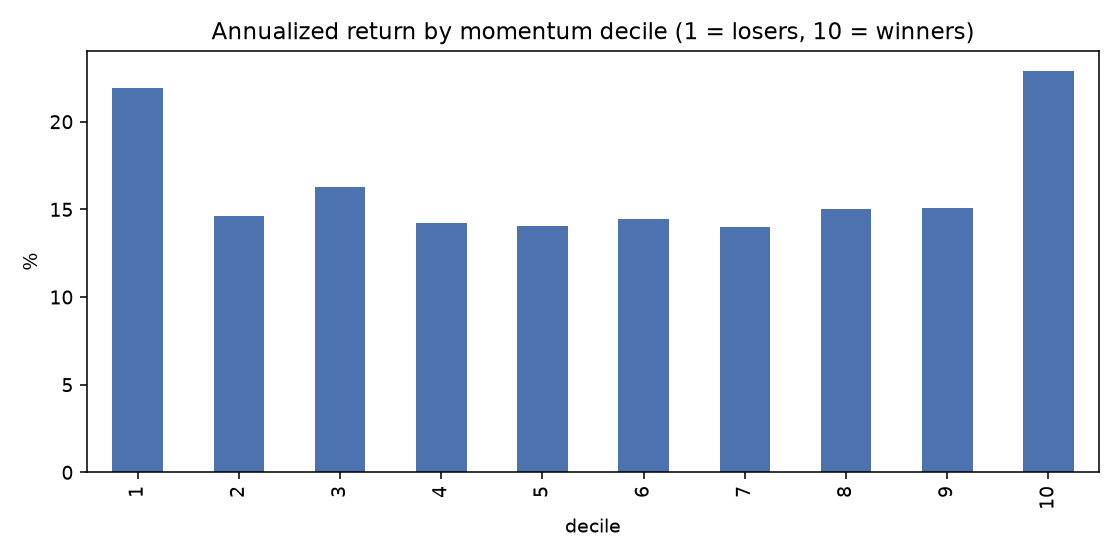 Annualized return by momentum decile (1 = losers, 10 = winners)
%
20
15
10
5
0
1 2 3 4 5 6 7 8 9 10
decile